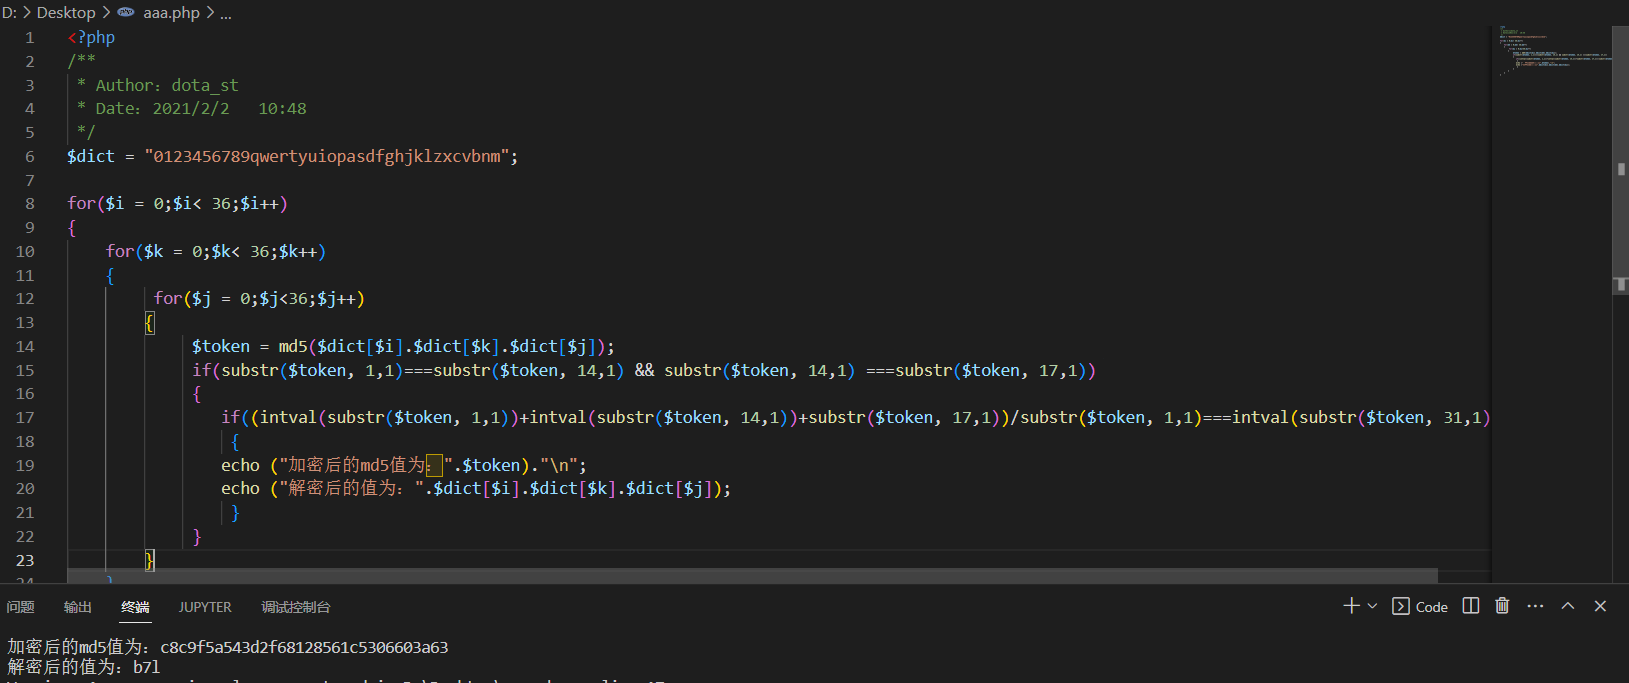 D: > Desktop > php aaa.php > ...
1 <?php
2 /**
3  * Author: dota_st
4  * Date: 2021/2/2   10:48
5  */
6 $dict = "0123456789qwertyuiopasdfghjklzxcvbnm";
7
8 for($i = 0;$i< 36;$i++)
9 {
10     for($k = 0;$k< 36;$k++)
11     {
12          for($j = 0;$j<36;$j++)
13         {
14              $token = md5($dict[$i].$dict[$k].$dict[$j]);
15              if(substr($token, 1,1)===substr($token, 14,1) && substr($token, 14,1) ===substr($token, 17,1))
16              {
17                 if((intval(substr($token, 1,1))+intval(substr($token, 14,1))+substr($token, 17,1))/substr($token, 1,1)===intval(substr($token, 31,1)
18                  {
19                 echo ("加密后的md5值为：".$token)."\n";
20                 echo ("解密后的值为：".$dict[$i].$dict[$k].$dict[$j]);
21                  }
22              }
23         }
24     }
问题 输出 终端 JUPYTER 调试控制台 Code
加密后的md5值为：c8c9f5a543d2f68128561c5306603a63
解密后的值为：b7l